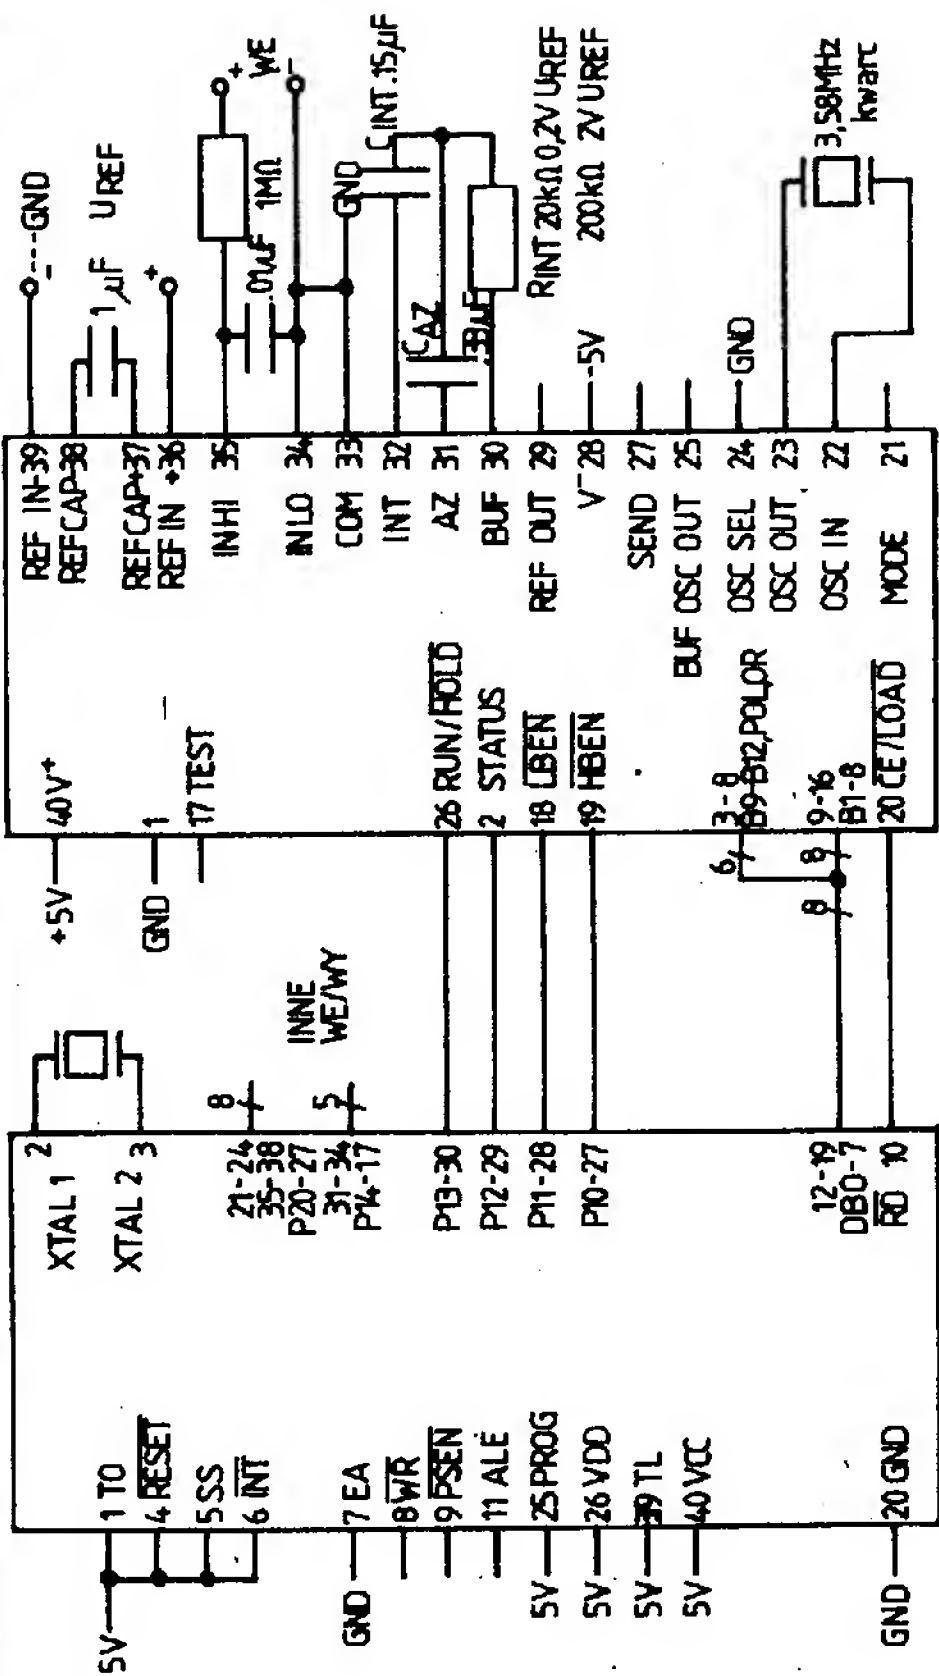 5V
1 TO
4 RESET
5 SS
6 INT
GND
7 EA
8 WR
9 PSEN
11 ALE
5V
25 PROG
5V
26 VDD
5V
39 TL
5V
40 VCC
GND
20 GND
XTAL 1
2
XTAL 2
3
21-24
35-38
P20-27
8
31-34
P14-17
5
INNE
WE/WY
P13-30
P12-29
P11-28
P10-27
12-19
DB0-7
RD 10
8
8
6
+5V
40V+
GND
1
17 TEST
26 RUN/HOLD
2 STATUS
18 LBEN
19 HBEN
3-8
B9 B12,POLOR
9-16
B1-8
20 CE/LOAD
REF IN-39
REFCAP-38
REFCAP+37
REF IN +36
INHI 35
INLO 34
COM 33
INT 32
AZ 31
BUF 30
REF OUT 29
V- 28
SEND 27
BUF OSC OUT 25
OSC SEL 24
OSC OUT 23
OSC IN 22
MODE 21
- ---GND
1µF
UREF
+
.01µF
1MΩ
+
WE
-
GND
CINT .15µF
CAZ
.33µF
RINT 20kΩ 0,2V UREF
200kΩ 2V UREF
-5V
GND
3,58MHz
kwarc